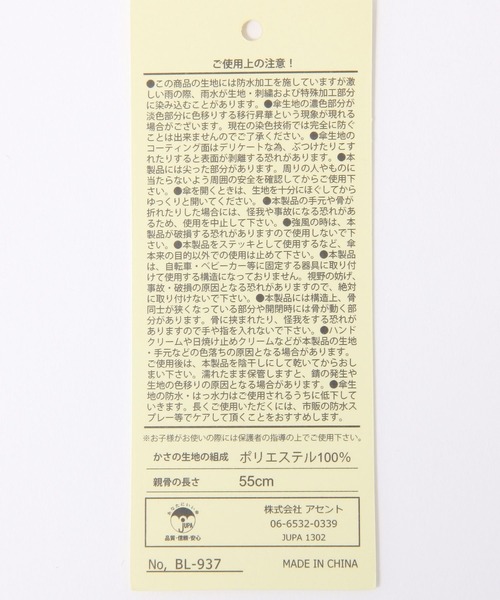 ご使用上の注意！
●この商品の生地には防水加工を施していますが激
しい雨の際、雨水が生地・刺繍および特殊加工部分
に染み込むことがあります。●傘生地の濃色部分が
淡色部分に色移りする移行昇華という現象が現れる
場合がございます。現在の染色技術では完全に防ぐ
ことは出来ませんのでご了承ください。●傘生地の
コーティング面はデリケートな為、ぶつけたりこす
れたりすると表面が剥離する恐れがあります。●本
製品には尖った部分があります。周りの人やものに
当たらないよう周囲の安全を確認してからご使用下
さい。●傘を開くときは、生地を十分にほぐしてから
ゆっくりと開いてください。●本製品の手元や骨が
折れたりした場合には、怪我や事故になる恐れがあ
るため、使用を中止して下さい。●強風の時は、本
製品が破損する恐れがありますので使用しないで下
さい。●本製品をステッキとして使用するなど、傘
本来の目的以外での使用は止めて下さい。●本製品
は、自転車・ベビーカー等に固定する器具に取り付
けて使用する構造になっておりません。視野の妨げ、
事故・破損の原因となる恐れがありますので、絶対
に取り付けないで下さい。●本製品には構造上、骨
同士が狭くなっている部分や開閉時には骨が動く部
分があります。骨に挟まれたり、怪我をする恐れが
ありますので手や指を入れないで下さい。●ハンド
クリームや日焼け止めクリームなどが本製品の生地
・手元などの色落ちの原因となる場合があります。
ご使用後は、本製品を陰干しにして乾いてからおし
まい下さい。濡れたまま保管しますと、錆の発生や
生地の色移りの原因となる場合があります。●傘生
地の防水・はっ水力はご使用されるうちに低下して
いきます。長くご使用いただくには、市販の防水ス
プレー等でケアして頂くことをおすすめします。
※お子様がお使いの際には保護者の指導の上でご使用下さい。
かさの生地の組成 ポリエステル100%
親骨の長さ 55cm
JUPA
品質・信頼・安心
株式会社 アセント
06-6532-0339
JUPA 1302
No, BL-937 MADE IN CHINA